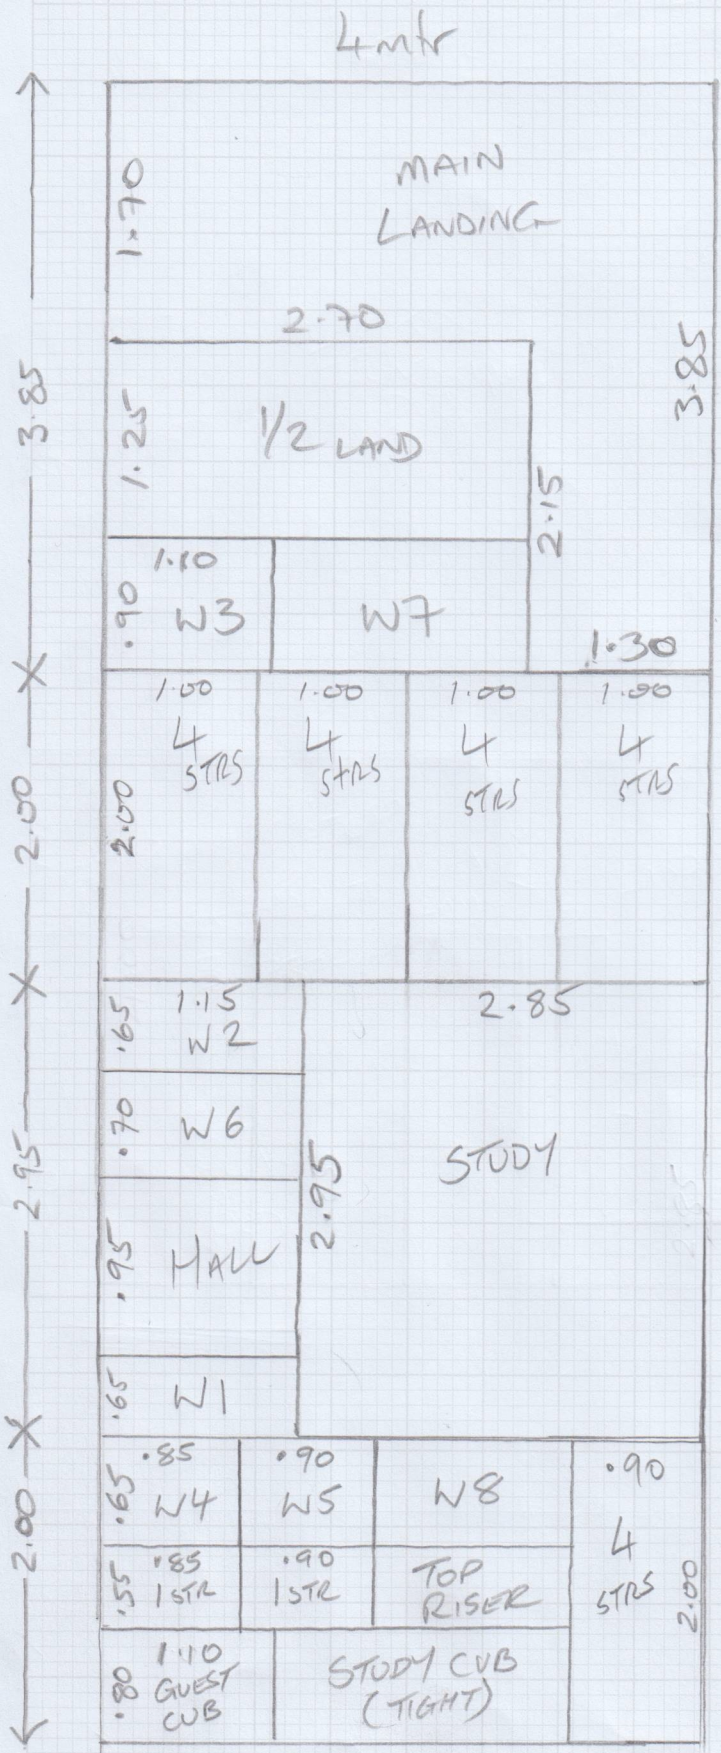 4mtr
1.70
MAIN
LANDING
2.70
3.85
3.85
1.25
1/2 LAND
2.15
1.10
.90
W3
W7
1.30
1.00
1.00
1.00
1.00
4
STRS
4
STRS
4
STRS
4
STRS
2.00
2.00
1.15
2.85
.65
W2
.70
W6
2.95
2.95
STUDY
.95
HALL
.65
W1
.85
.90
.90
.65
W4
W5
W8
4
STRS
2.00
2.00
.85
.90
.55
1 STR
1 STR
TOP
RISER
1.10
.80
GUEST
CUB
STUDY CUB
(TIGHT)